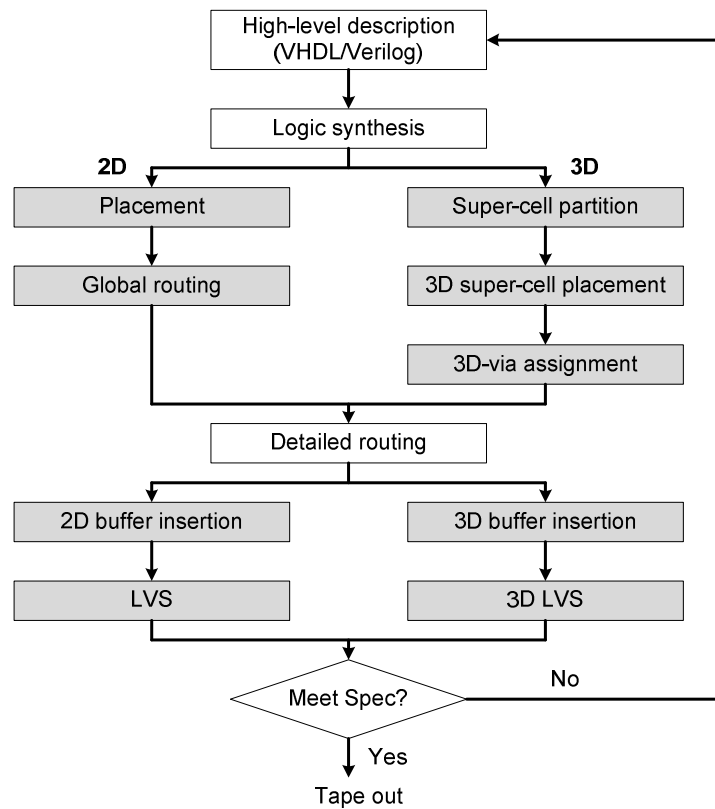 High-level description
(VHDL/Verilog)
Logic synthesis
2D
3D
Placement
Super-cell partition
Global routing
3D super-cell placement
3D-via assignment
Detailed routing
2D buffer insertion
3D buffer insertion
LVS
3D LVS
Meet Spec?
No
Yes
Tape out